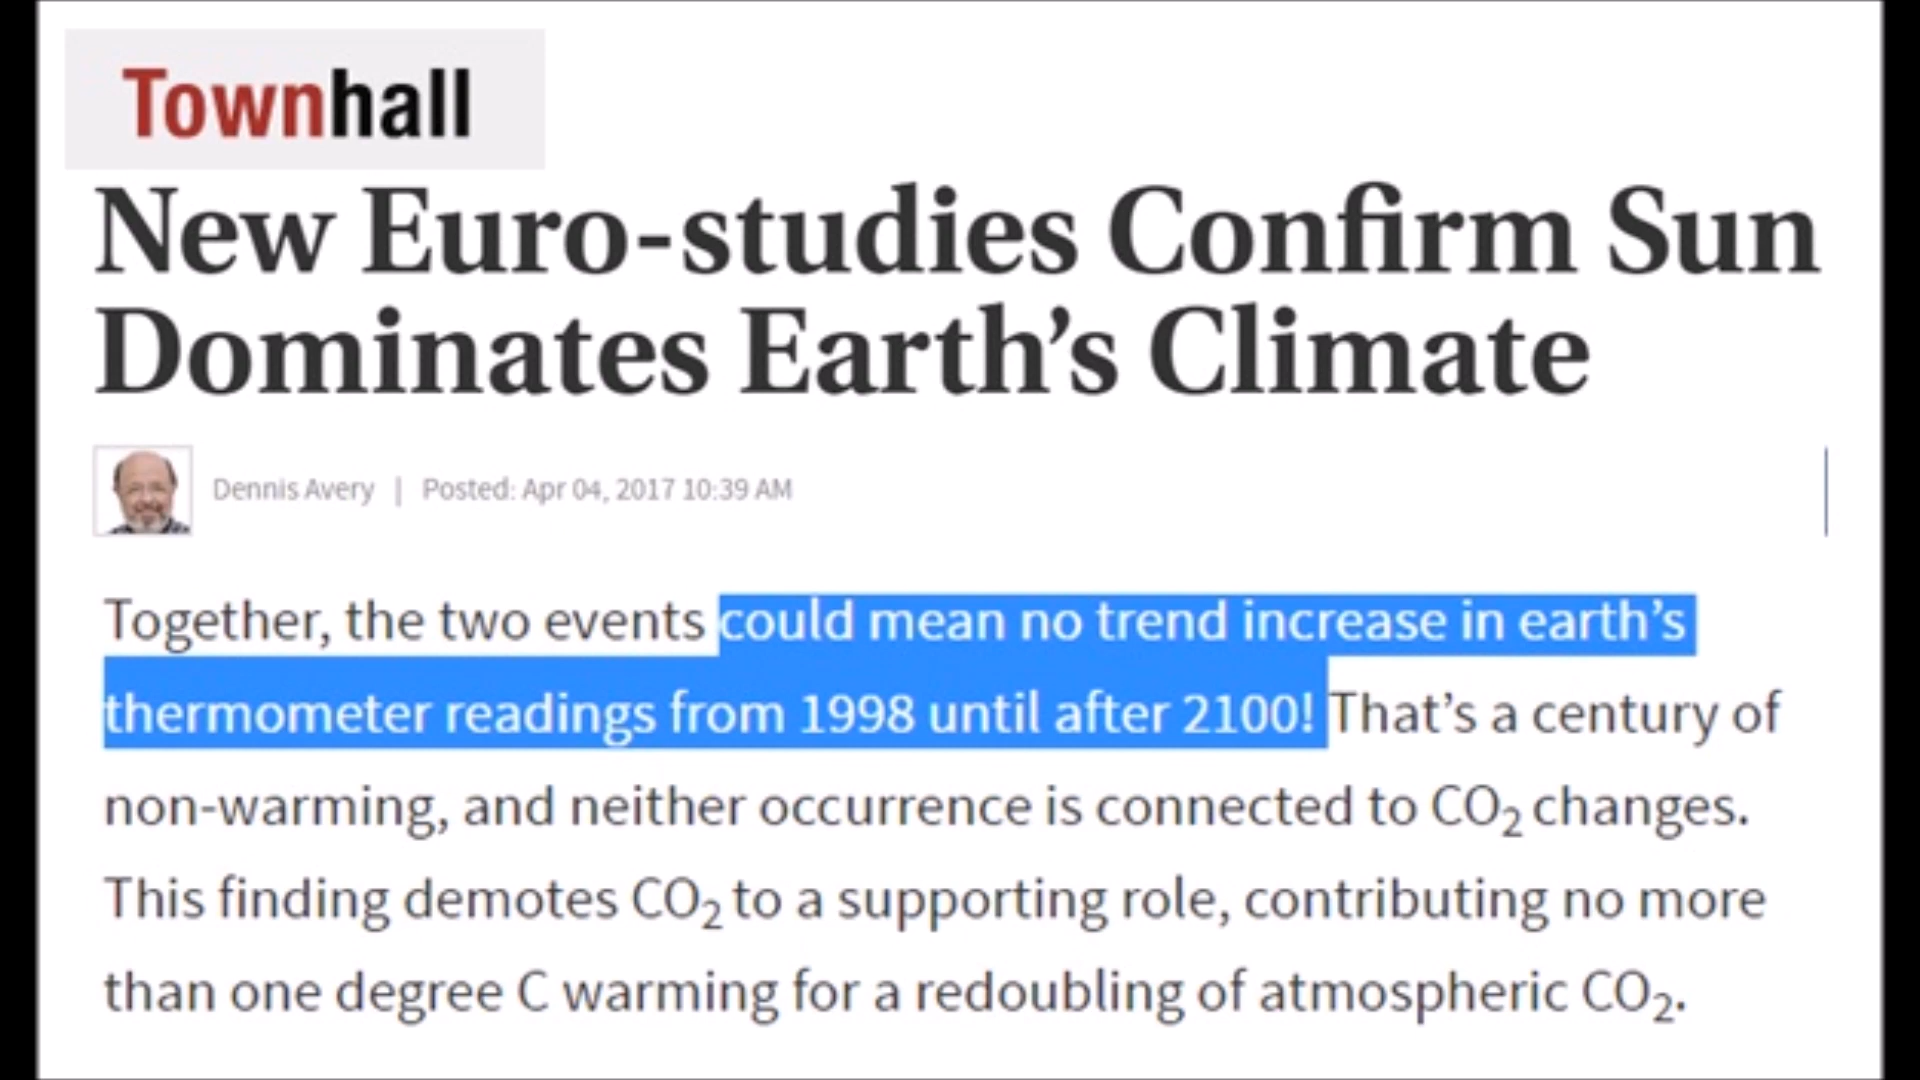 Townhall
New Euro-studies Confirm Sun
Dominates Earth's Climate
Dennis Avery | Posted: Apr 04, 2017 10:39 AM
Together, the two events could mean no trend increase in earth's
thermometer readings from 1998 until after 2100! That's a century of
non-warming, and neither occurrence is connected to CO₂ changes.
This finding demotes CO₂ to a supporting role, contributing no more
than one degree C warming for a redoubling of atmospheric CO₂.